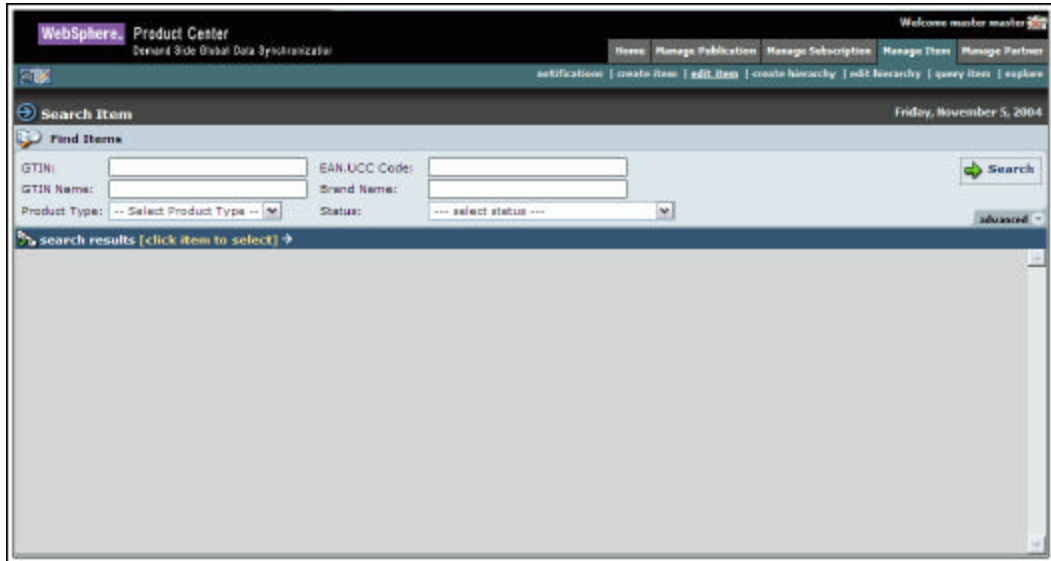 Welcome master master
WebSphere. Product Center
Demand Side Global Data Synchronization
Home Manage Publication Manage Subscription Manage Item Manage Partner
notifications | create item | edit item | create hierarchy | edit hierarchy | query item | explore
Search Item Friday, November 5, 2004
Find Items
GTIN: EAN.UCC Code: Search
GTIN Name: Brand Name:
Product Type: -- Select Product Type -- Status: --- select status ---
advanced
search results [click item to select]